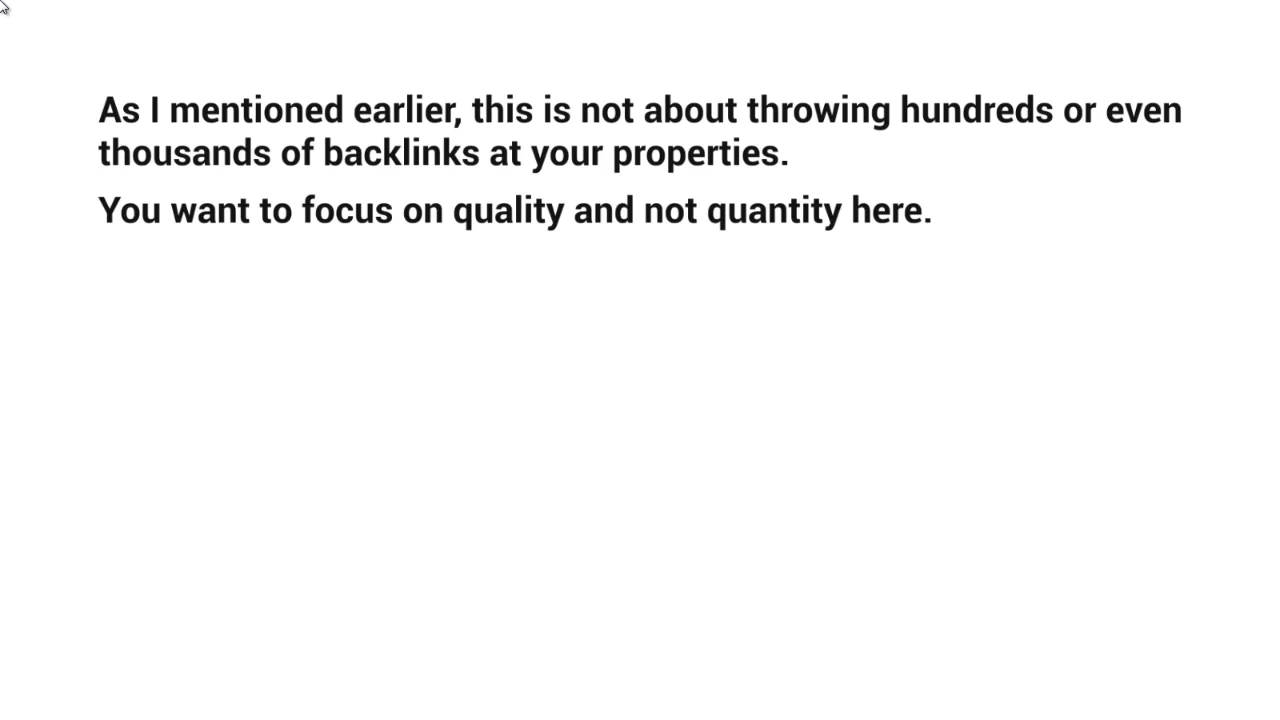 As I mentioned earlier, this is not about throwing hundreds or even
thousands of backlinks at your properties.
You want to focus on quality and not quantity here.